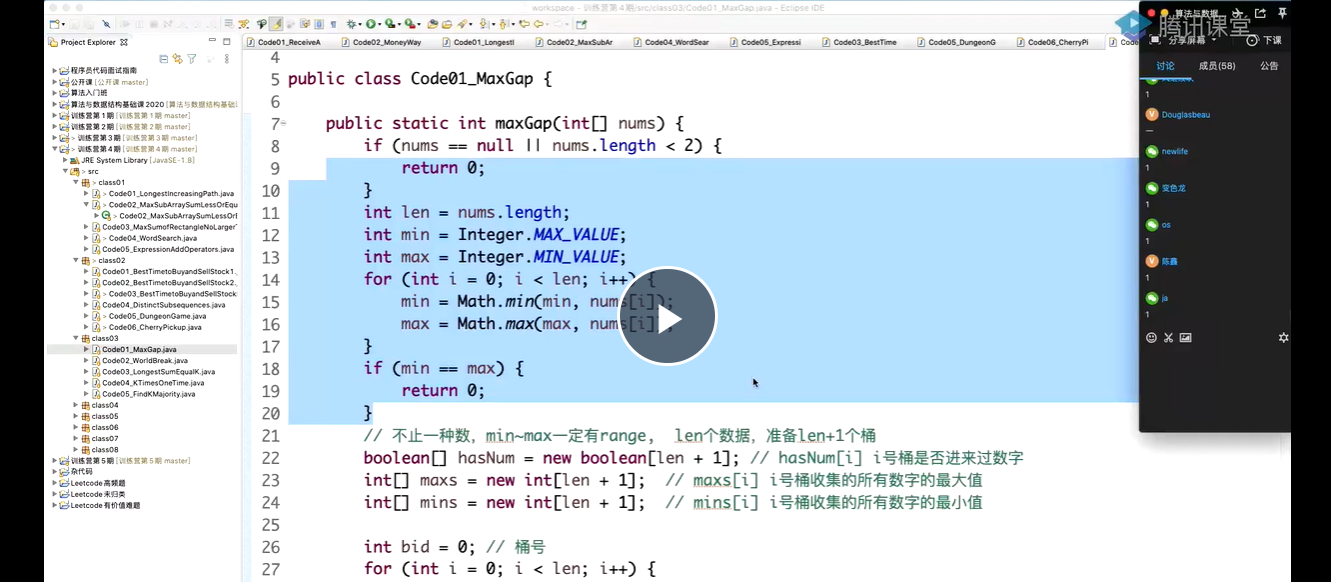 workspace - 训练营第4期/src/class03/Code01_MaxGap.java - Eclipse IDE
Project Explorer
程序员代码面试指南
公开课 [公开课 master]
算法入门班
算法与数据结构基础课2020 [算法与数据结构基础
训练营第1期 [训练营第1期 master]
训练营第2期 [训练营第2期 master]
> 训练营第3期 [训练营第3期 master]
> 训练营第4期 [训练营第4期 master]
JRE System Library [JavaSE-1.8]
> src
> class01
> Code01_LongestIncreasingPath.java
> Code02_MaxSubArraySumLessOrEqu
> Code02_MaxSubArraySumLessOrE
Code03_MaxSumofRectangleNoLarger
> Code04_WordSearch.java
Code05_ExpressionAddOperators.java
> class02
Code01_BestTimetoBuyandSellStock1.
Code02_BestTimetoBuyandSellStock2.
> Code03_BestTimetoBuyandSellStock
Code04_DistinctSubsequences.java
> Code05_DungeonGame.java
> Code06_CherryPickup.java
class03
Code01_MaxGap.java
Code02_WorldBreak.java
Code03_LongestSumEqualK.java
Code04_KTimesOneTime.java
Code05_FindKMajority.java
class04
class05
class06
class07
class08
训练营第5期 [训练营第5期 master]
杂代码
Leetcode 高频题
Leetcode 未归类
Leetcode 有价值难题
Code01_ReceiveA
Code02_MoneyWay
Code01_LongestI
Code02_MaxSubAr
Code04_WordSear
Code05_Expressi
Code03_BestTime
Code05_DungeonG
Code06_CherryPi
Code
4
5 public class Code01_MaxGap {
6
7 public static int maxGap(int[] nums) {
8 if (nums == null || nums.length < 2) {
9 return 0;
10 }
11 int len = nums.length;
12 int min = Integer.MAX_VALUE;
13 int max = Integer.MIN_VALUE;
14 for (int i = 0; i < len; i++) {
15 min = Math.min(min, nums[i]);
16 max = Math.max(max, nums[i]);
17 }
18 if (min == max) {
19 return 0;
20 }
21 // 不止一种数，min~max一定有range， len个数据，准备len+1个桶
22 boolean[] hasNum = new boolean[len + 1]; // hasNum[i] i号桶是否进来过数字
23 int[] maxs = new int[len + 1]; // maxs[i] i号桶收集的所有数字的最大值
24 int[] mins = new int[len + 1]; // mins[i] i号桶收集的所有数字的最小值
25
26 int bid = 0; // 桶号
27 for (int i = 0; i < len; i++) {
算法与数据
腾讯课堂
分享屏幕
下课
讨论 成员(58) 公告
1
Douglasbeau
—
newlife
1
变色龙
1
os
1
陈鑫
1
ja
1